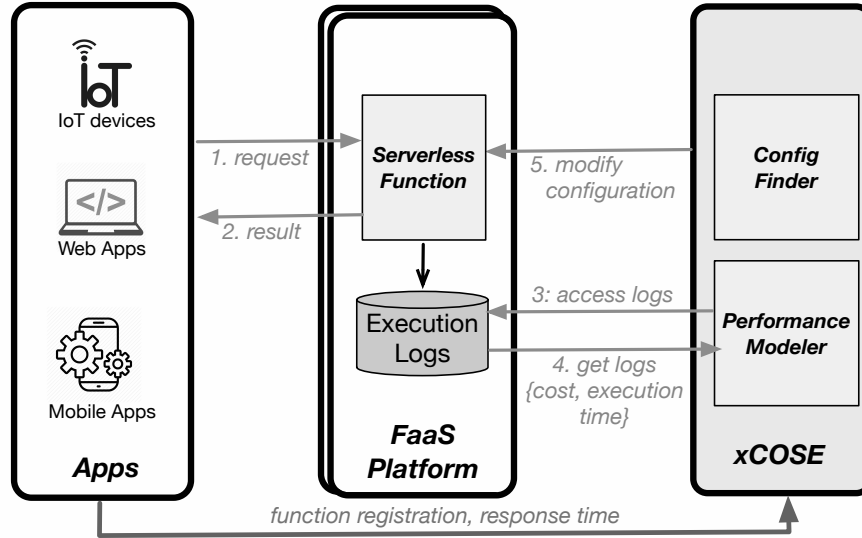 IoT
IoT devices
</>
Web Apps
Mobile Apps
Apps
1. request
2. result
Serverless
Function
Execution
Logs
FaaS
Platform
5. modify
configuration
3: access logs
4. get logs
{cost, execution
time}
Config
Finder
Performance
Modeler
xCOSE
function registration, response time